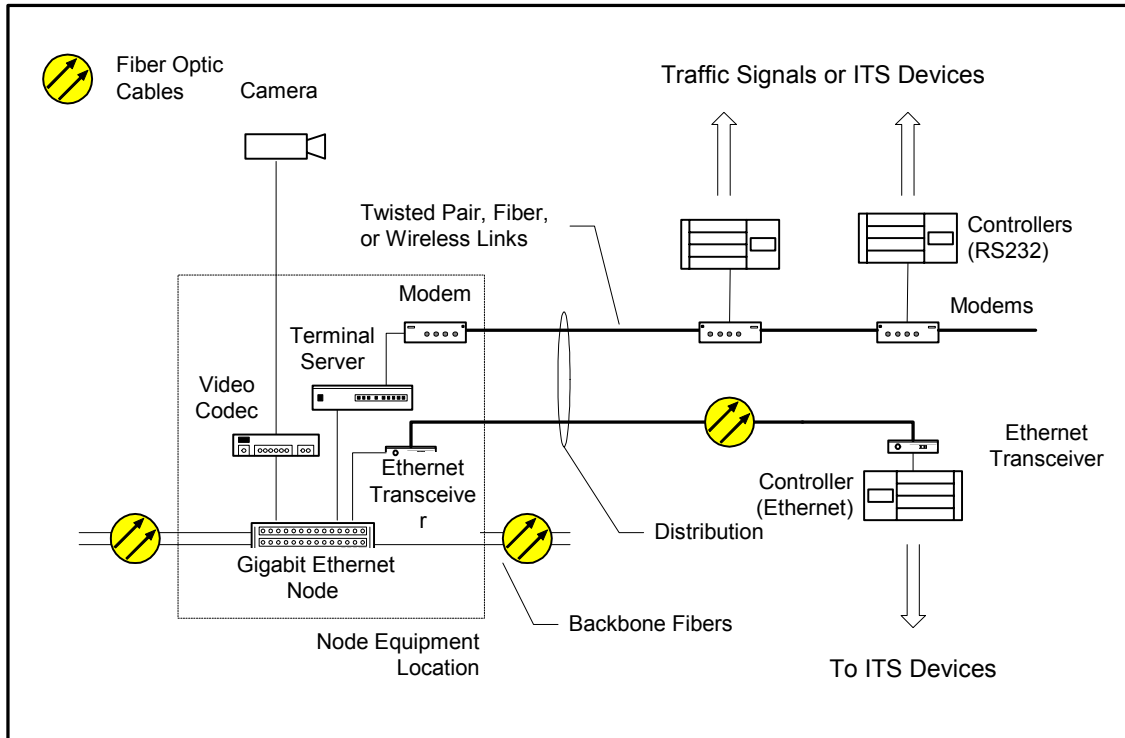 Fiber Optic
Cables
Camera
Traffic Signals or ITS Devices
Twisted Pair, Fiber,
or Wireless Links
Controllers
(RS232)
Modem
Modems
Terminal
Server
Video
Codec
Ethernet
Transceive
r
Ethernet
Transceiver
Controller
(Ethernet)
Distribution
Gigabit Ethernet
Node
Backbone Fibers
Node Equipment
Location
To ITS Devices